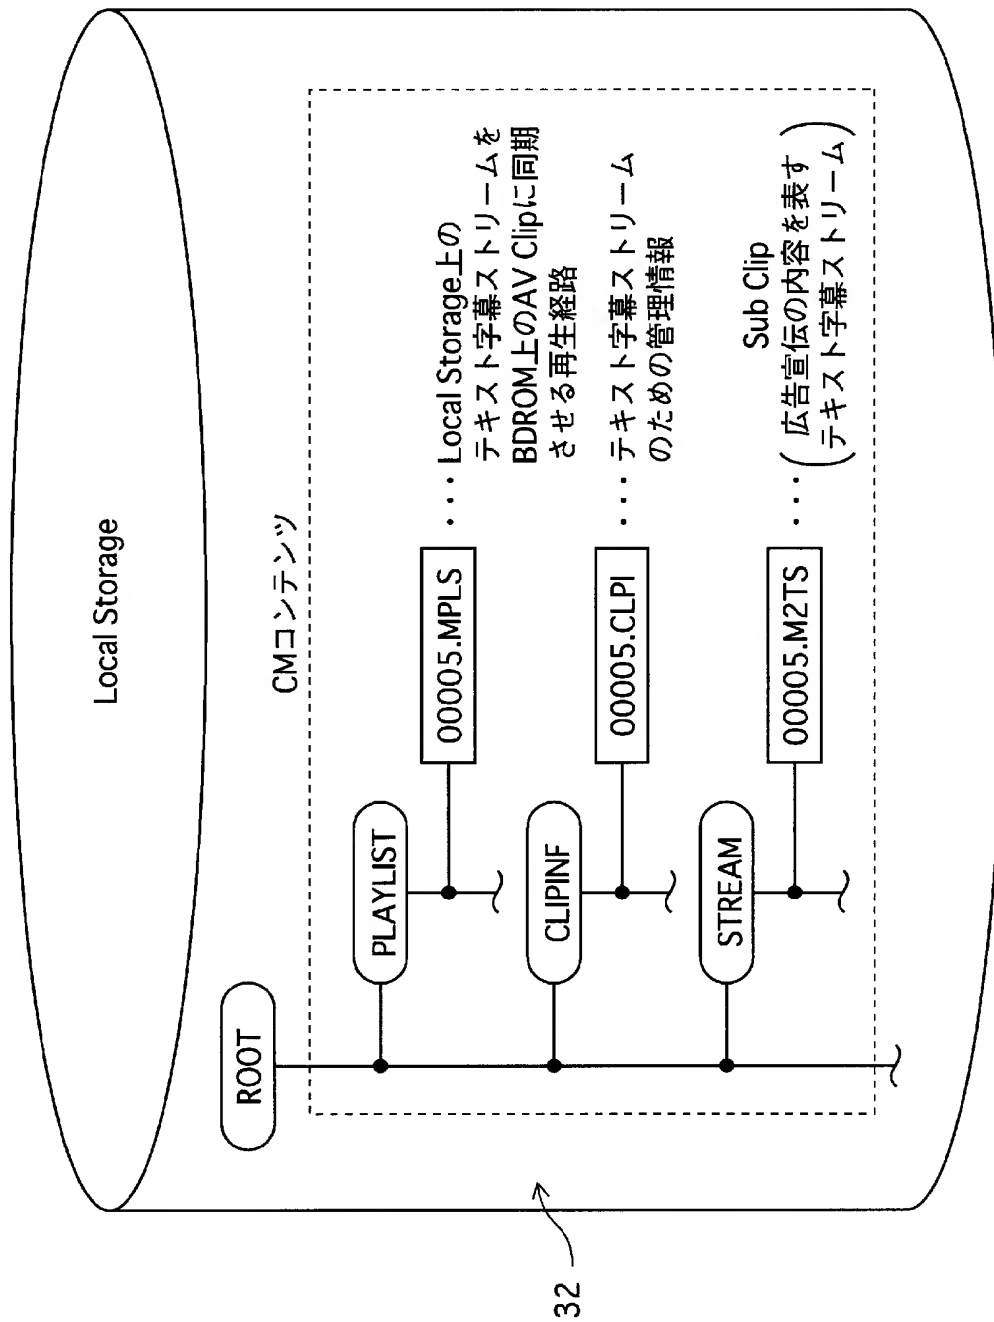 Local Storage
CMコンテンツ
ROOT
PLAYLIST
00005.MPLS
･･･
Local Storage上の
テキスト字幕ストリームを
BDROM上のAV Clipに同期
させる再生経路
CLIPINF
00005.CLPI
･･･
テキスト字幕ストリーム
のための管理情報
STREAM
00005.M2TS
･･･
Sub Clip
(広告宣伝の内容を表す
テキスト字幕ストリーム)
32